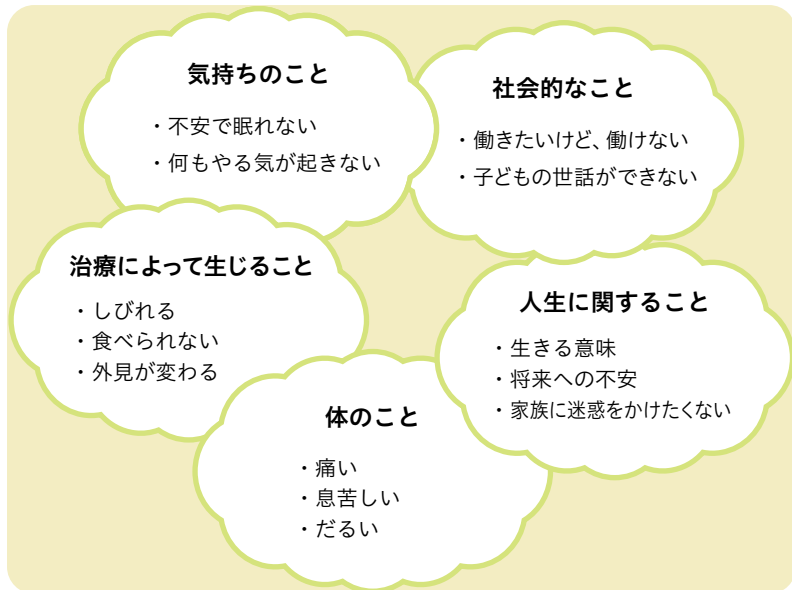 気持ちのこと
・不安で眠れない
・何もやる気が起きない
社会的なこと
・働きたいけど、働けない
・子どもの世話ができない
治療によって生じること
・しびれる
・食べられない
・外見が変わる
人生に関すること
・生きる意味
・将来への不安
・家族に迷惑をかけたくない
体のこと
・痛い
・息苦しい
・だるい